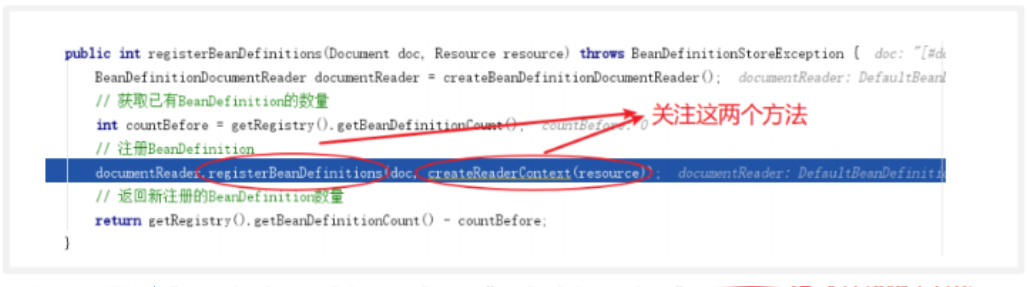 public int registerBeanDefinitions(Document doc, Resource resource) throws BeanDefinitionStoreException { doc: "[#do
BeanDefinitionDocumentReader documentReader = createBeanDefinitionDocumentReader(); documentReader: DefaultBeanD
// 获取已有BeanDefinition的数量
int countBefore = getRegistry().getBeanDefinitionCount(); countBefore: 0
关注这两个方法
// 注册BeanDefinition
documentReader.registerBeanDefinitions(doc, createReaderContext(resource)); documentReader: DefaultBeanDefiniti
// 返回新注册的BeanDefinition数量
return getRegistry().getBeanDefinitionCount() - countBefore;
}